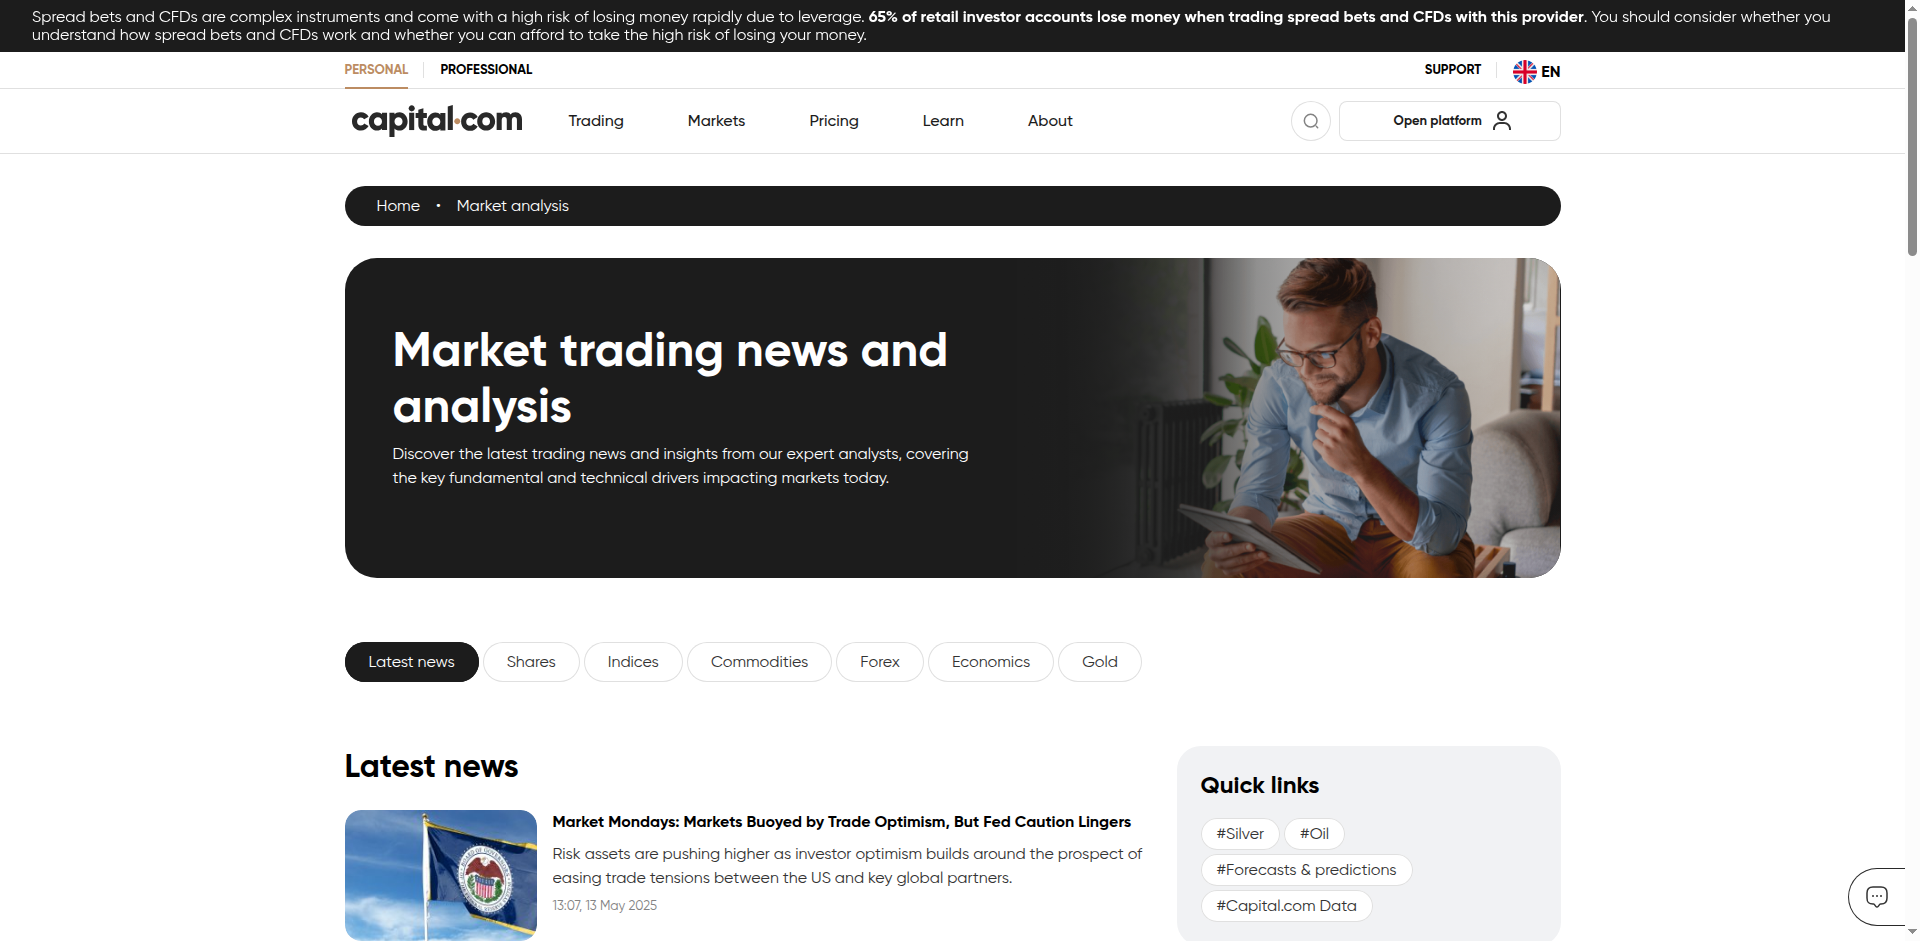 Spread bets and CFDs are complex instruments and come with a high risk of losing money rapidly due to leverage. 65% of retail investor accounts lose money when trading spread bets and CFDs with this provider. You should consider whether you
understand how spread bets and CFDs work and whether you can afford to take the high risk of losing your money.
PERSONAL PROFESSIONAL SUPPORT EN
capital.com Trading Markets Pricing Learn About Open platform
Home • Market analysis
Market trading news and
analysis
Discover the latest trading news and insights from our expert analysts, covering
the key fundamental and technical drivers impacting markets today.
Latest news Shares Indices Commodities Forex Economics Gold
Latest news
Market Mondays: Markets Buoyed by Trade Optimism, But Fed Caution Lingers
Risk assets are pushing higher as investor optimism builds around the prospect of
easing trade tensions between the US and key global partners.
13:07, 13 May 2025
Quick links
#Silver #Oil
#Forecasts & predictions
#Capital.com Data